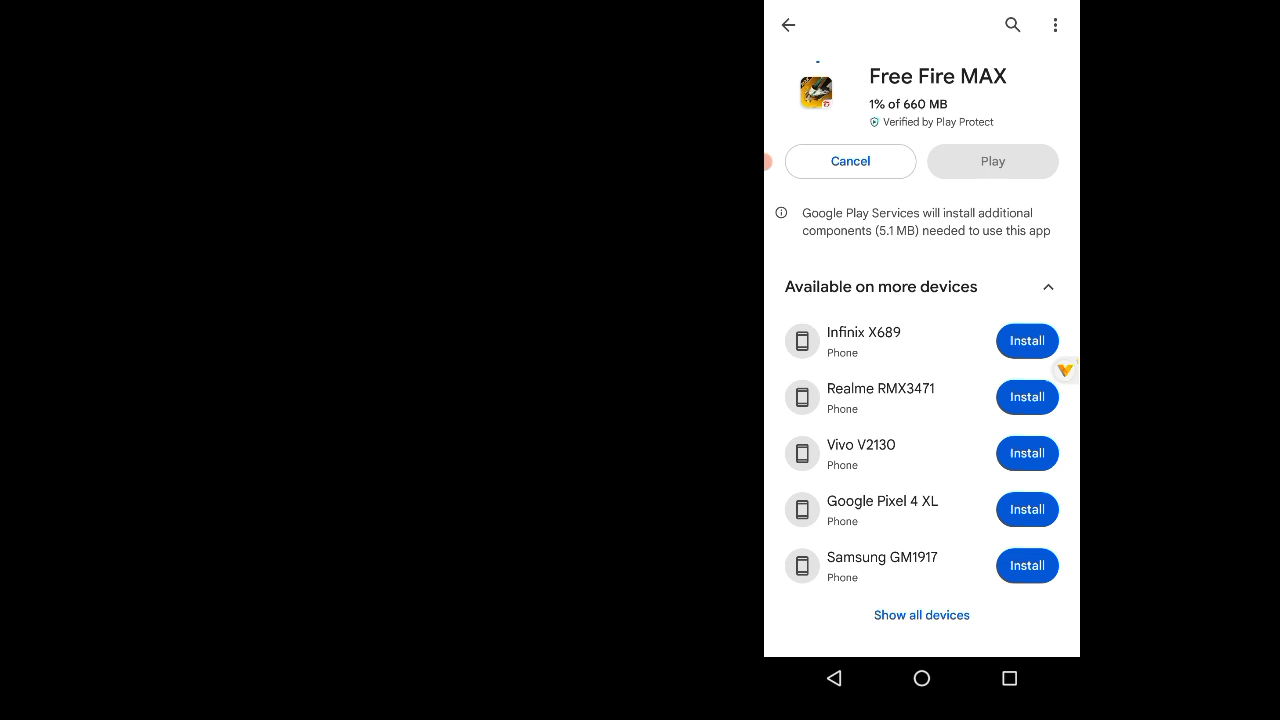 Free Fire MAX
1% of 660 MB
Verified by Play Protect
Cancel
Play
Google Play Services will install additional
components (5.1 MB) needed to use this app
Available on more devices
Infinix X689
Phone
Install
Realme RMX3471
Phone
Install
Vivo V2130
Phone
Install
Google Pixel 4 XL
Phone
Install
Samsung GM1917
Phone
Install
Show all devices